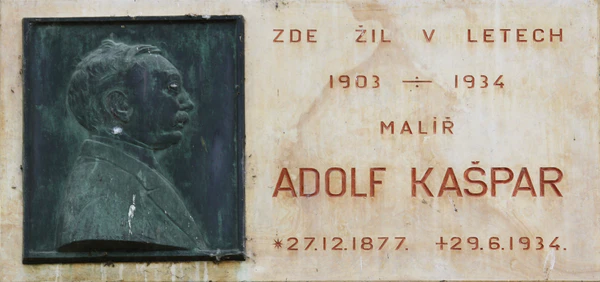 ZDE ŽIL V LETECH
1903 ÷ 1934
MALÍŘ
ADOLF KAŠPAR
*27.12.1877. +29.6.1934.